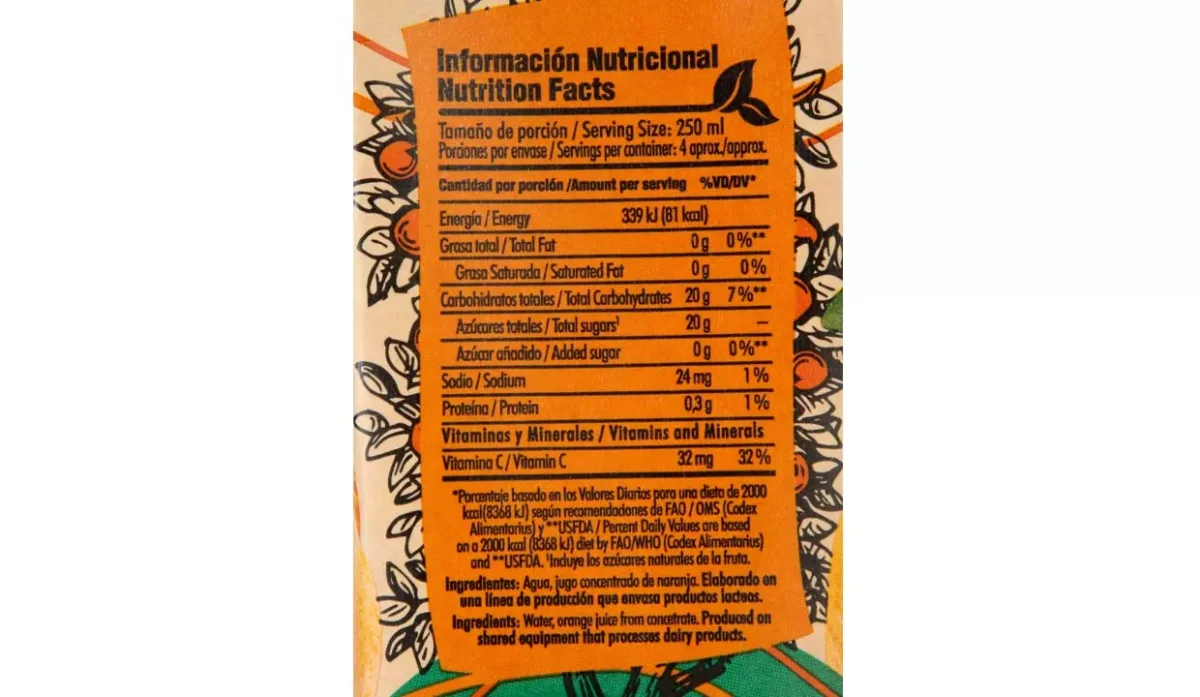 Información Nutricional
Nutrition Facts
Tamaño de porción / Serving Size: 250 ml
Porciones por envase / Servings per container: 4 aprox./approx.
Cantidad por porción /Amount per serving %VD/DV*
Energía / Energy 339 kJ (81 kcal)
Grasa total / Total Fat 0 g 0%**
Grasa Saturada / Saturated Fat 0 g 0%
Carbohidratos totales / Total Carbohydrates 20 g 7%**
Azúcares totales / Total sugars¹ 20 g –
Azúcar añadido / Added sugar 0 g 0%**
Sodio / Sodium 24 mg 1%
Proteína / Protein 0,3 g 1%
Vitaminas y Minerales / Vitamins and Minerals
Vitamina C / Vitamin C 32 mg 32%
*Porcentaje basado en los Valores Diarios para una dieta de 2000
kcal(8368 kJ) según recomendaciones de FAO / OMS (Codex
Alimentarius) y **USFDA / Percent Daily Values are based
on a 2000 kcal (8368 kJ) diet by FAO/WHO (Codex Alimentarius)
and **USFDA. ¹Incluye los azúcares naturales de la fruta.
Ingredientes: Agua, jugo concentrado de naranja. Elaborado en
una línea de producción que envasa productos lacteos.
Ingredients: Water, orange juice from concetrate. Produced on
shared equipment that processes dairy products.